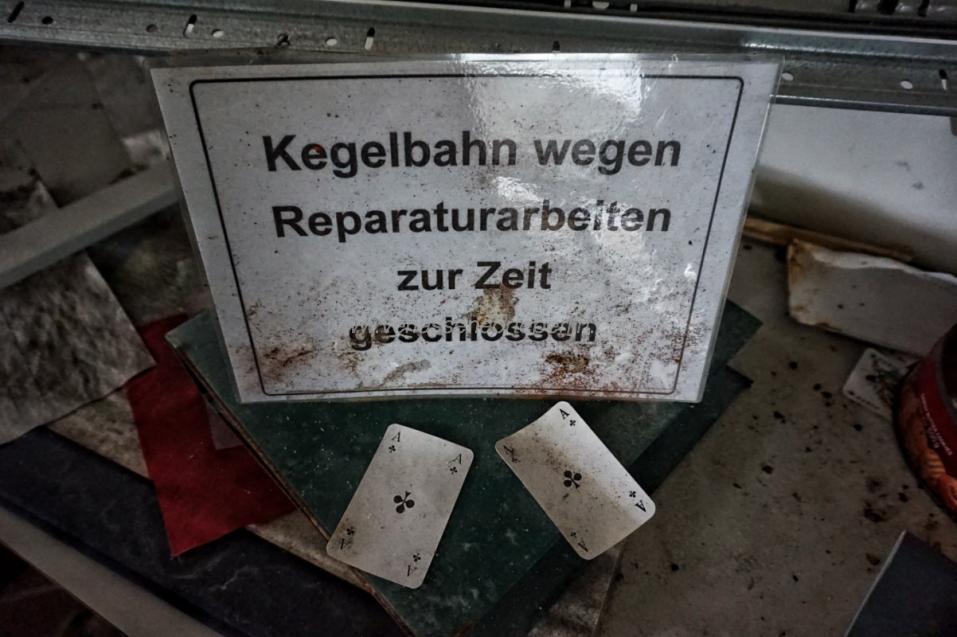 Kegelbahn wegen
Reparaturarbeiten
zur Zeit
geschlossen
A
A
A
A
A
A
A
A